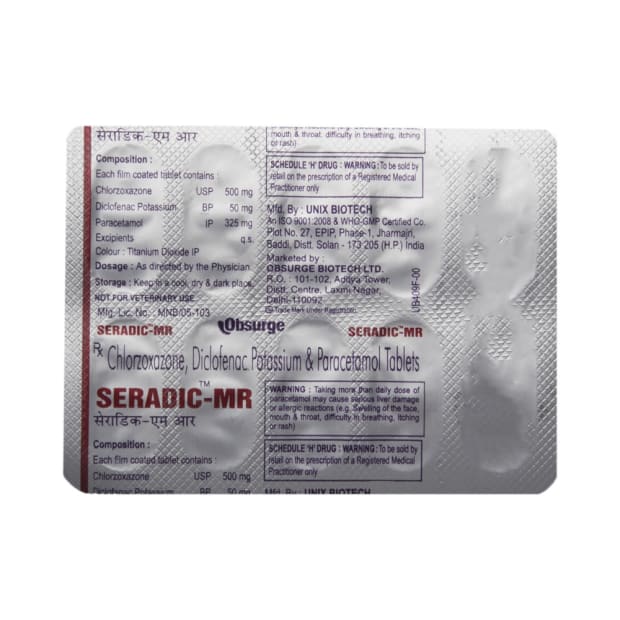 सेराडिक-एम आर
Composition :
Each film coated tablet contains :
Chlorzoxazone USP 500 mg
Diclofenac Potassium BP 50 mg
Paracetamol IP 325 mg
Excipients q.s.
Colour : Titanium Dioxide IP
Dosage : As directed by the Physician.
Storage : Keep in a cool, dry & dark place.
NOT FOR VETERINARY USE
Mfg. Lic. No. : MNB/05-103
mouth & throat, difficulty in breathing, itching
or rash)
SCHEDULE 'H' DRUG : WARNING : To be sold by
retail on the prescription of a Registered Medical
Practitioner only
Mfd. By : UNIX BIOTECH
An ISO 9001:2008 & WHO-GMP Certified Co.
Plot No. 27, EPIP, Phase-1, Jharmajri,
Baddi, Distt. Solan - 173 205 (H.P.) India
Marketed by :
OBSURGE BIOTECH LTD.
R.O. : 101-102, Aditya Tower,
Distt. Centre, Laxmi Nagar,
Delhi-110092
Trade Mark Under Registration
UB409F-00
SERADIC-MR Obsurge SERADIC-MR
Rx Chlorzoxazone, Diclofenac Potassium & Paracetamol Tablets
SERADIC-MR™
सेराडिक-एम आर
Composition :
Each film coated tablet contains :
Chlorzoxazone USP 500 mg
Diclofenac Potassium BP 50 mg
WARNING : Taking more than daily dose of
paracetamol may cause serious liver damage
or allergic reactions (e.g. Swelling of the face,
mouth & throat, difficulty in breathing, itching
or rash)
SCHEDULE 'H' DRUG : WARNING : To be sold by
retail on the prescription of a Registered Medical
Practitioner only
Mfd. By : UNIX BIOTECH